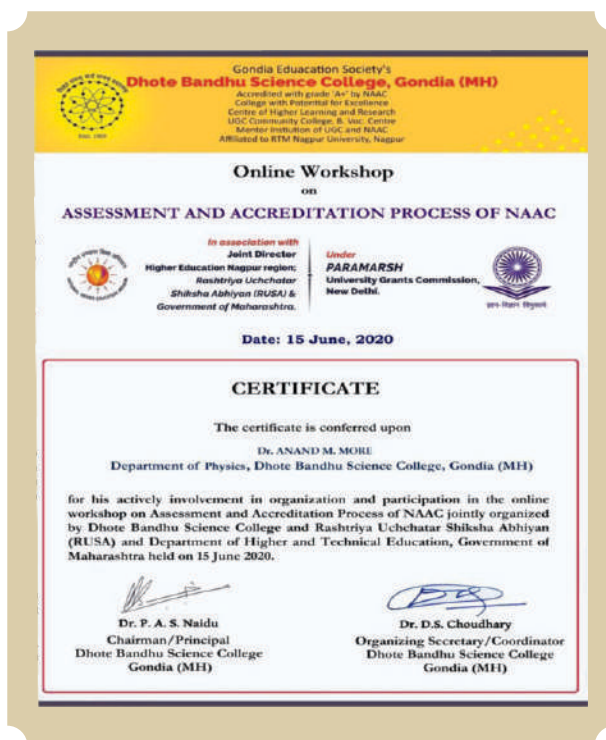 Gondia Eduacation Society's
Dhote Bandhu Science College, Gondia (MH)
Accredited with grade 'A+' by NAAC
College with Potential for Excellence
Centre of Higher Learning and Research
UGC Community College, B. Voc. Centre
Mentor Institution of UGC and NAAC
Affiliated to RTM Nagpur University, Nagpur
Online Workshop
on
ASSESSMENT AND ACCREDITATION PROCESS OF NAAC
In association with
Joint Director
Higher Education Nagpur region;
Rashtriya Uchchatar
Shiksha Abhiyan (RUSA) &
Government of Maharashtra.
Under
PARAMARSH
University Grants Commission,
New Delhi.
ज्ञान-विज्ञान विमुक्तये
Date: 15 June, 2020
CERTIFICATE
The certificate is conferred upon
Dr. ANAND M. MORE
Department of Physics, Dhote Bandhu Science College, Gondia (MH)
for his actively involvement in organization and participation in the online
workshop on Assessment and Accreditation Process of NAAC jointly organized
by Dhote Bandhu Science College and Rashtriya Uchchatar Shiksha Abhiyan
(RUSA) and Department of Higher and Technical Education, Government of
Maharashtra held on 15 June 2020.
Dr. P. A. S. Naidu
Chairman/Principal
Dhote Bandhu Science College
Gondia (MH)
Dr. D.S. Choudhary
Organizing Secretary/Coordinator
Dhote Bandhu Science College
Gondia (MH)